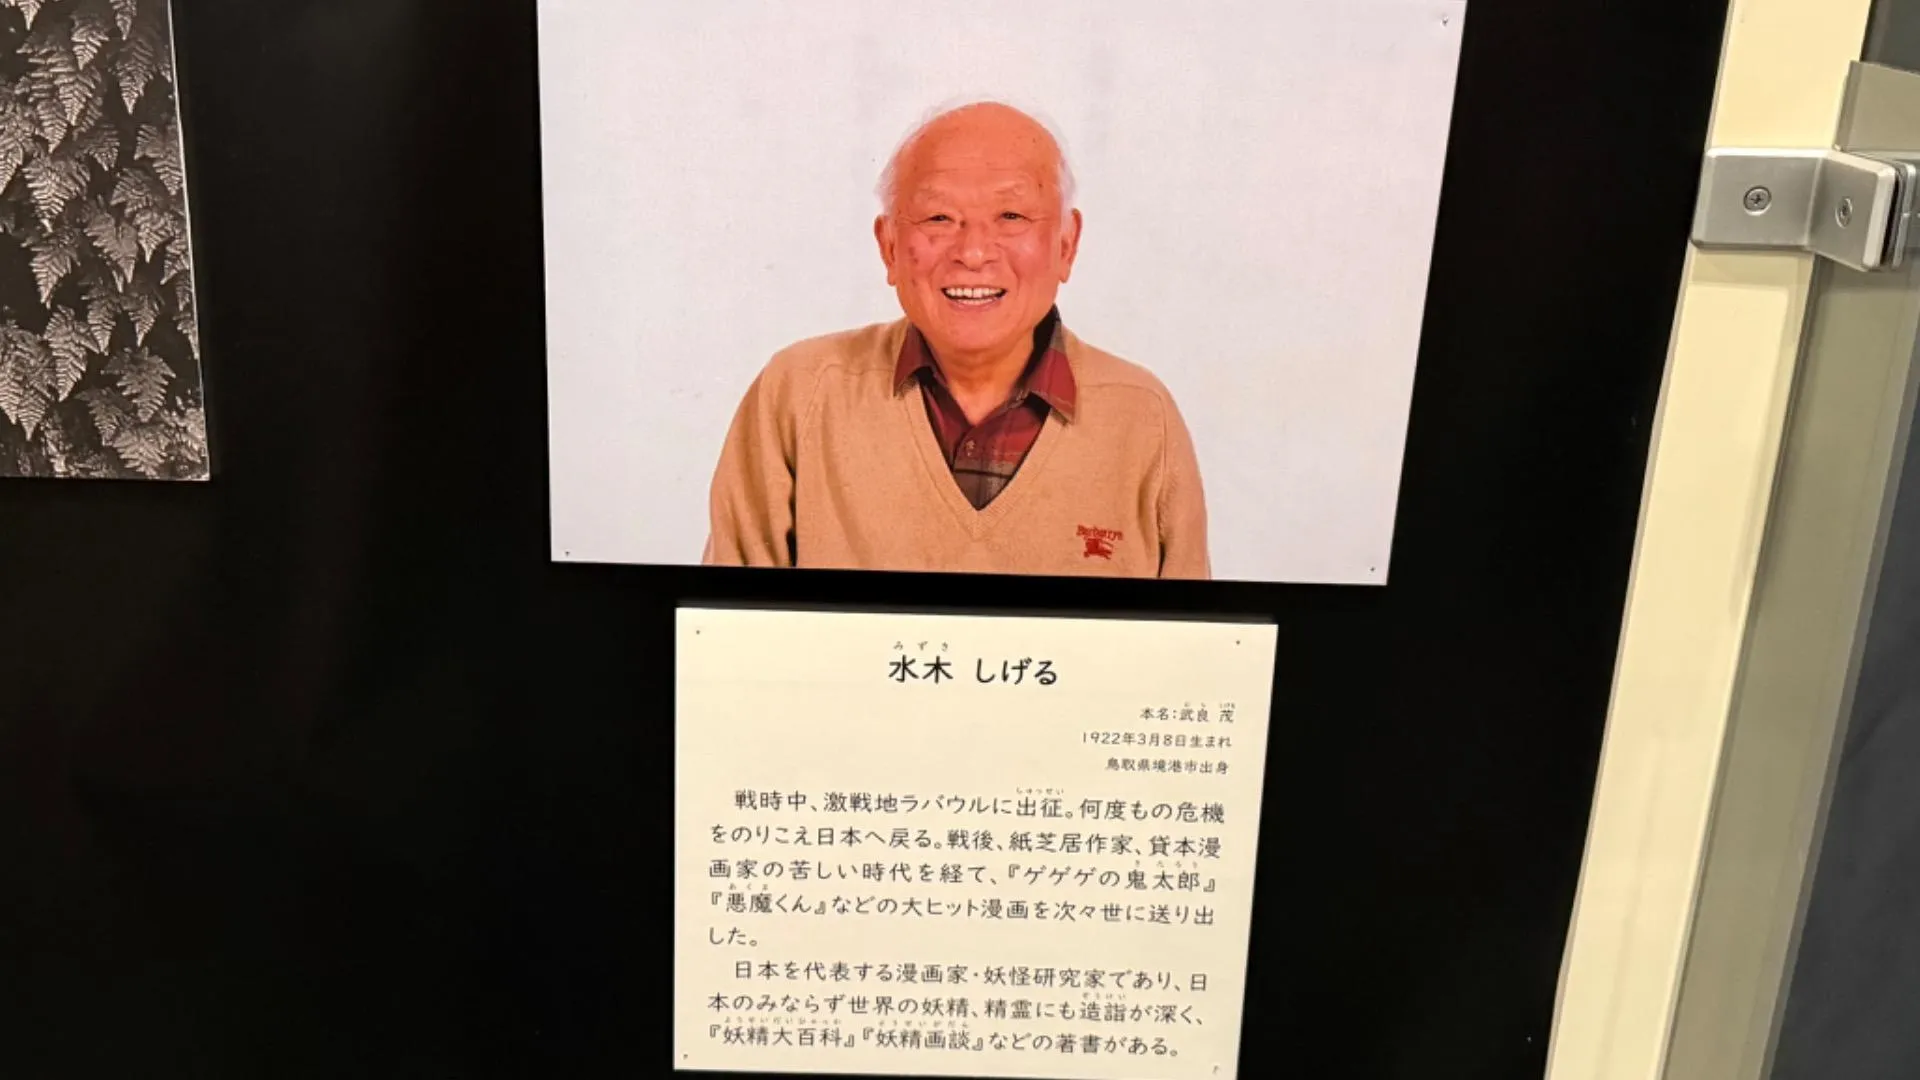 Burberrys
水木 しげる
本名:武良 茂
1922年3月8日生まれ
鳥取県境港市出身
戦時中、激戦地ラバウルに出征。何度もの危機
をのりこえ日本へ戻る。戦後、紙芝居作家、貸本漫
画家の苦しい時代を経て、『ゲゲゲの鬼太郎』
『悪魔くん』などの大ヒット漫画を次々世に送り出
した。
日本を代表する漫画家・妖怪研究家であり、日
本のみならず世界の妖精、精霊にも造詣が深く、
『妖精大百科』『妖精画談』などの著書がある。